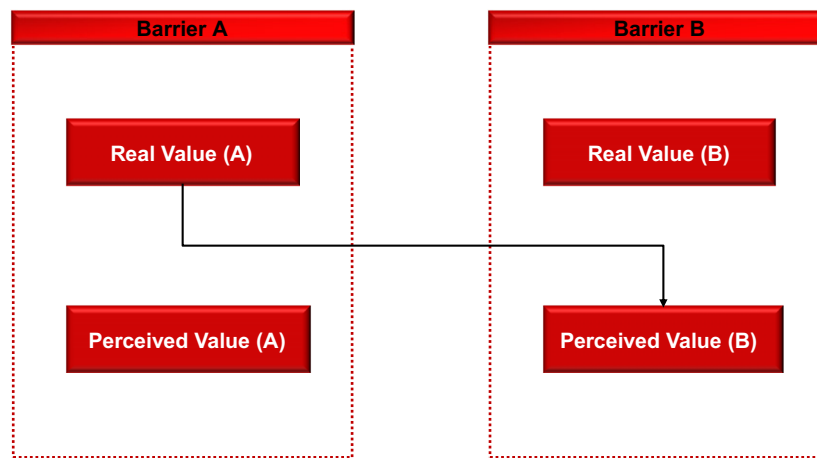 Barrier A
Barrier B
Real Value (A)
Real Value (B)
Perceived Value (A)
Perceived Value (B)